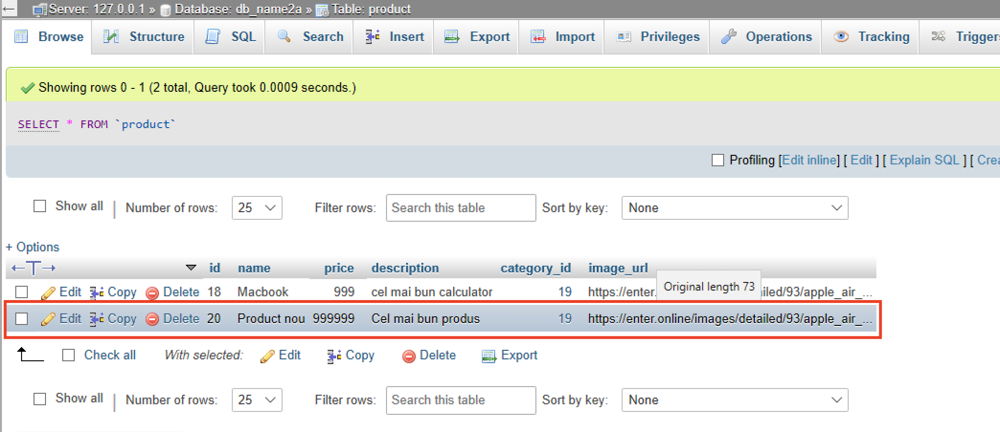 Server: 127.0.0.1 » Database: db_name2a » Table: product
Browse Structure SQL Search Insert Export Import Privileges Operations Tracking Trigger
Showing rows 0 - 1 (2 total, Query took 0.0009 seconds.)
SELECT * FROM `product`
Profiling [Edit inline] [ Edit ] [ Explain SQL ] [ Crea
Show all Number of rows: 25 Filter rows: Search this table Sort by key: None
+ Options
←T→ id name price description category_id image_url
Original length 73
Edit Copy Delete 18 Macbook 999 cel mai bun calculator 19 https://enter. iled/93/apple_air_...
Edit Copy Delete 20 Product nou 999999 Cel mai bun produs 19 https://enter.online/images/detailed/93/apple_air_...
Check all With selected: Edit Copy Delete Export
Show all Number of rows: 25 Filter rows: Search this table Sort by key: None